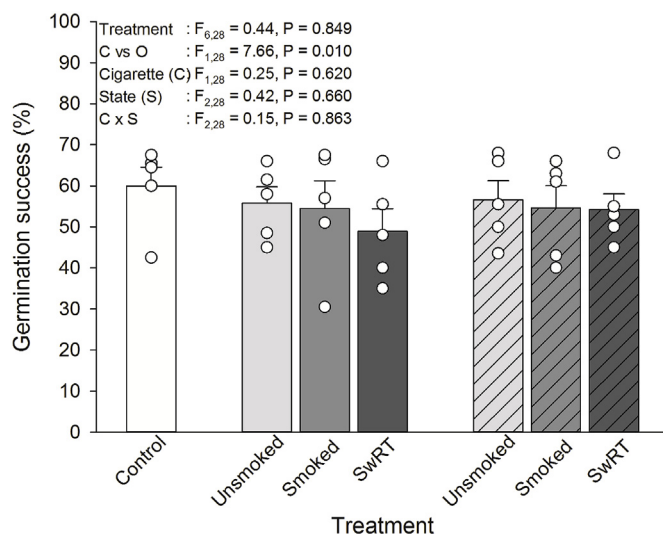 Treatment : F6,28 = 0.44, P = 0.849
C vs O : F1,28 = 7.66, P = 0.010
Cigarette (C) F1,28 = 0.25, P = 0.620
State (S) : F2,28 = 0.42, P = 0.660
C x S : F2,28 = 0.15, P = 0.863
Germination success (%)
100
90
80
70
60
50
40
30
20
10
0
Control
Unsmoked
Smoked
SwRT
Unsmoked
Smoked
SwRT
Treatment